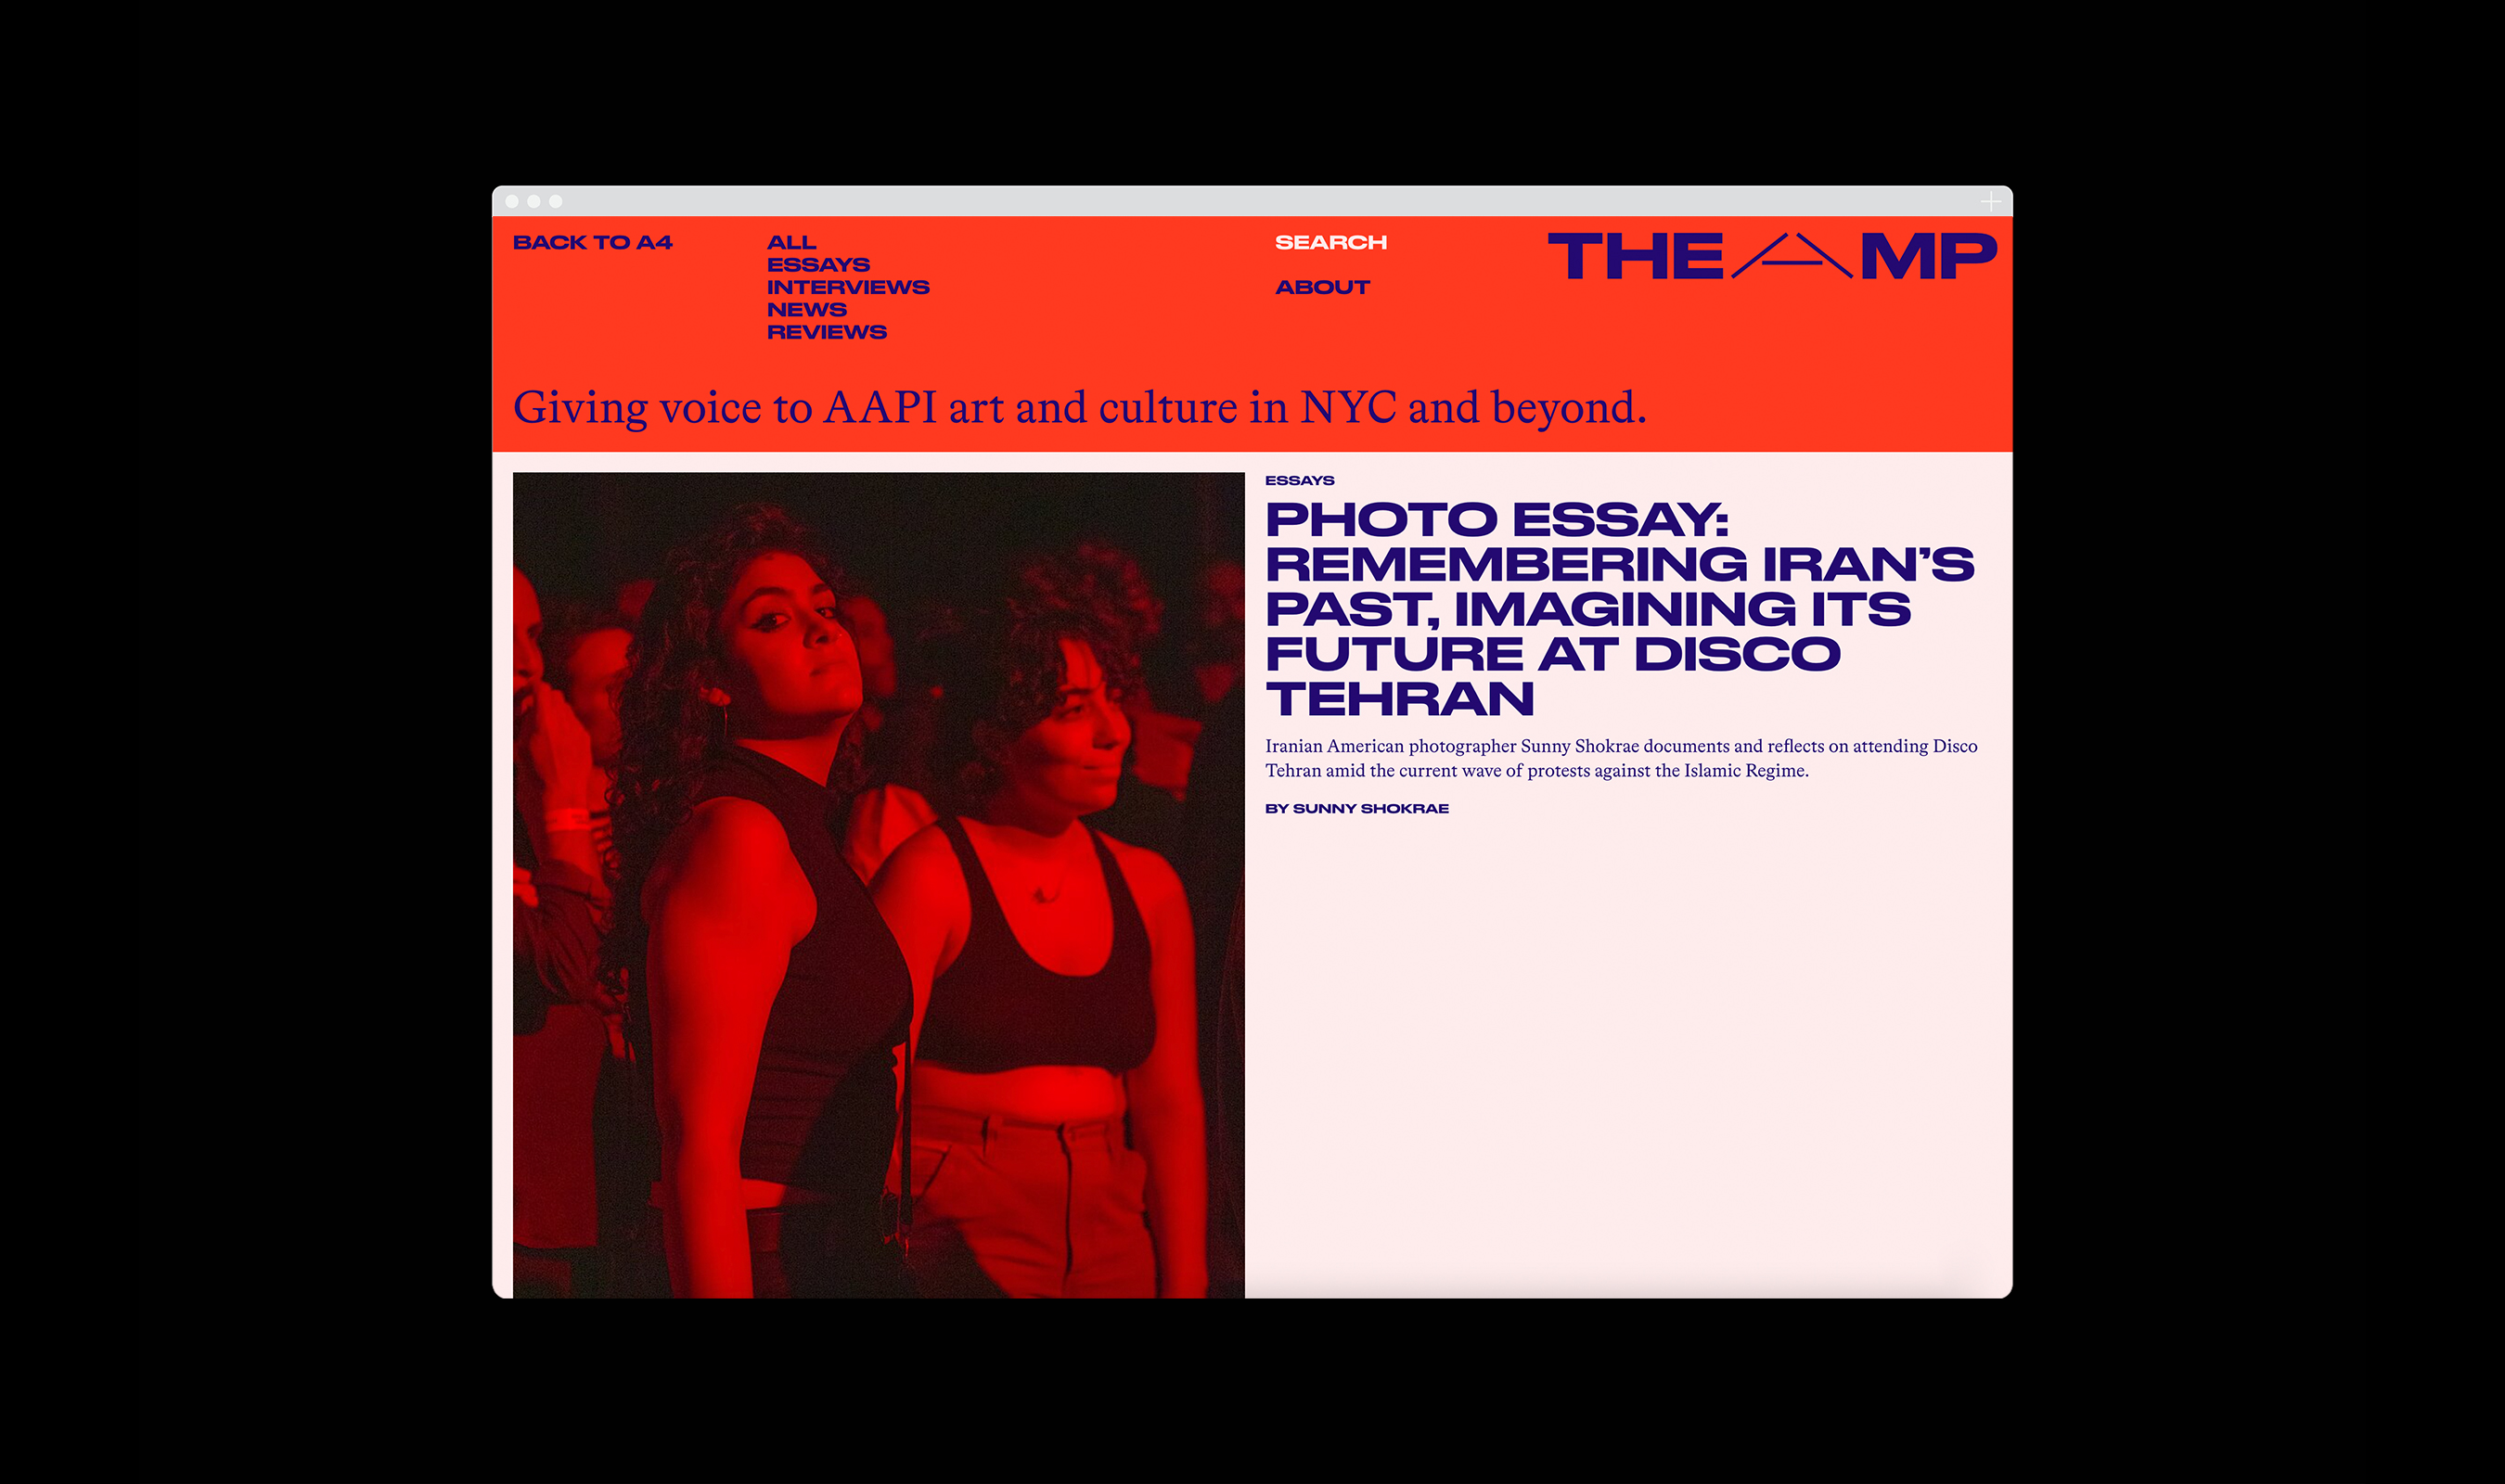 BACK TO A4
ALL
ESSAYS
INTERVIEWS
NEWS
REVIEWS
SEARCH
ABOUT
THE AMP
Giving voice to AAPI art and culture in NYC and beyond.
ESSAYS
PHOTO ESSAY:
REMEMBERING IRAN’S
PAST, IMAGINING ITS
FUTURE AT DISCO
TEHRAN
Iranian American photographer Sunny Shokrae documents and reflects on attending Disco
Tehran amid the current wave of protests against the Islamic Regime.
BY SUNNY SHOKRAE